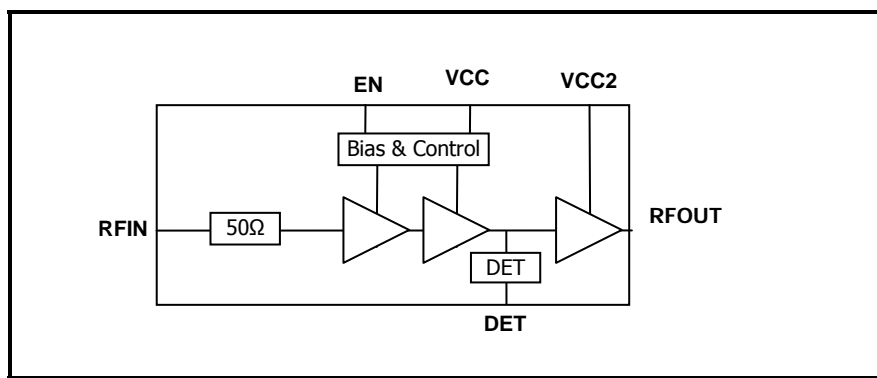 EN
VCC
VCC2
Bias & Control
RFIN
50Ω
RFOUT
DET
DET